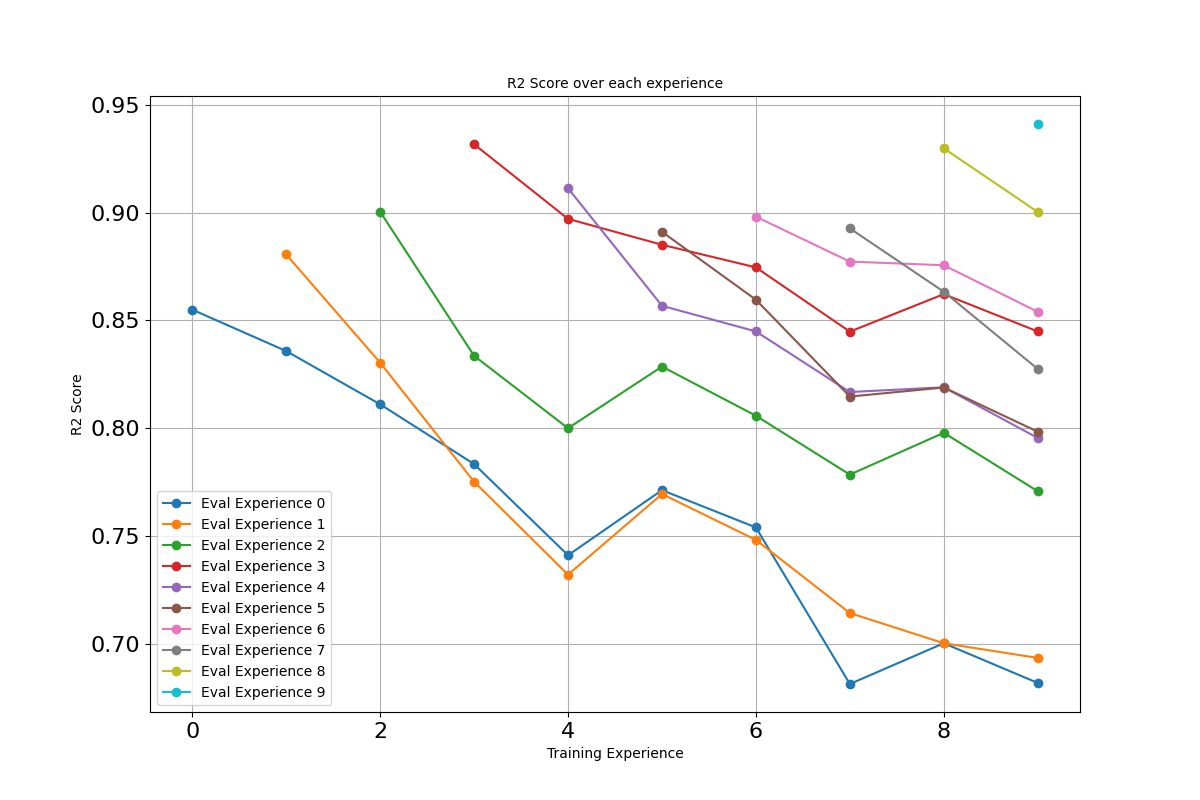 R2 Score over each experience
0.95
0.90
0.85
0.80
0.75
0.70
R2 Score
Eval Experience 0
Eval Experience 1
Eval Experience 2
Eval Experience 3
Eval Experience 4
Eval Experience 5
Eval Experience 6
Eval Experience 7
Eval Experience 8
Eval Experience 9
0 2 4 6 8
Training Experience